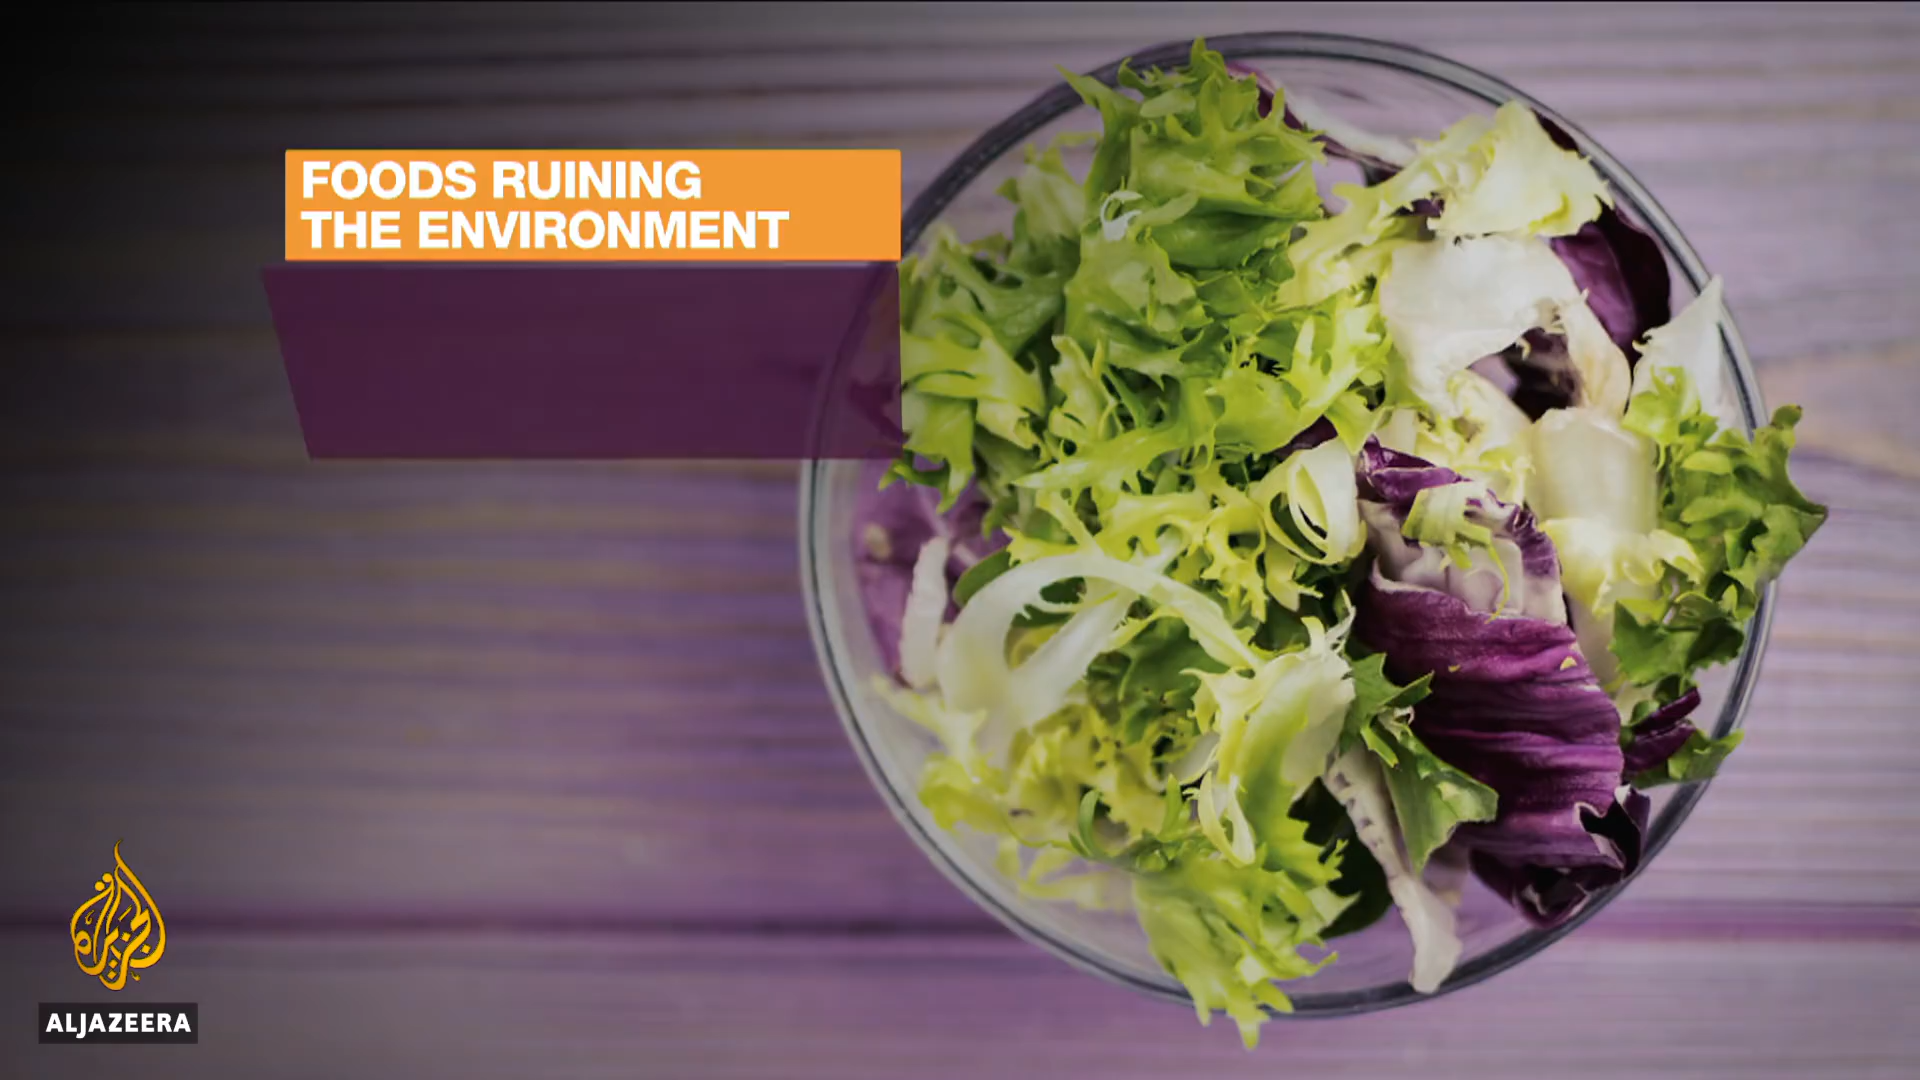 FOODS RUINING
THE ENVIRONMENT
الجزيرة
ALJAZEERA